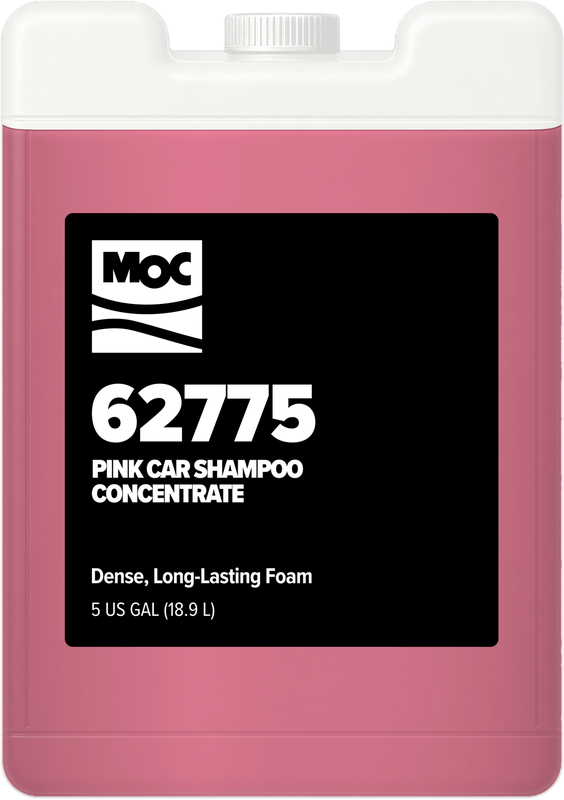 MOC
62775
PINK CAR SHAMPOO
CONCENTRATE
Dense, Long-Lasting Foam
5 US GAL (18.9 L)